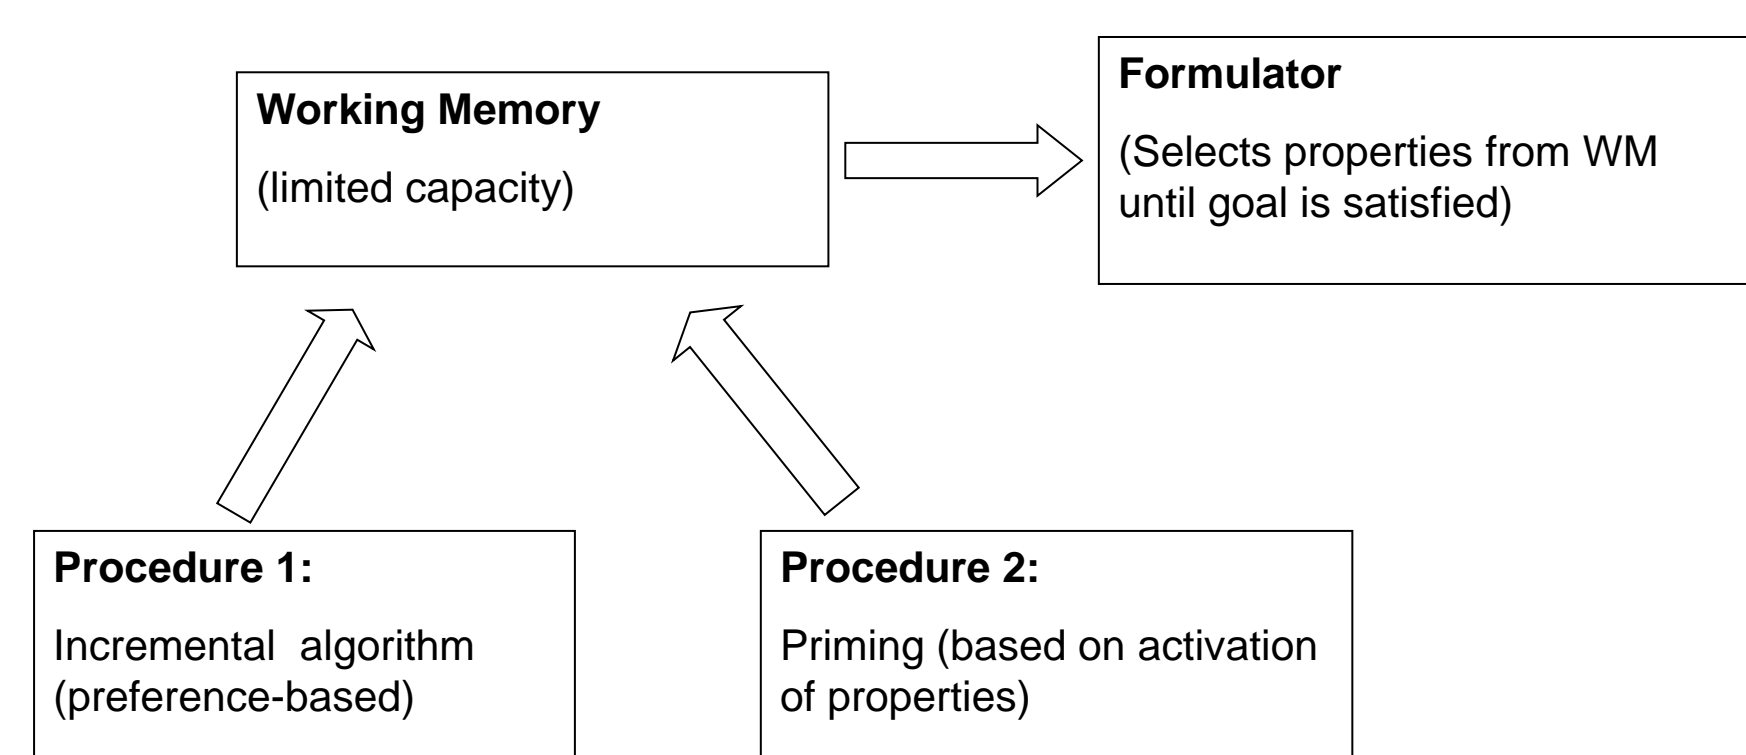 Working Memory
(limited capacity)
Formulator
(Selects properties from WM
until goal is satisfied)
Procedure 1:
Incremental  algorithm
(preference-based)
Procedure 2:
Priming (based on activation
of properties)